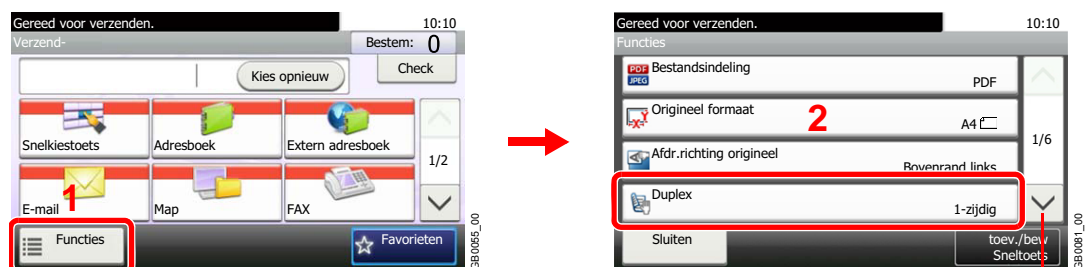 Gereed voor verzenden.
10:10
Verzend-
Bestem: 0
Kies opnieuw
Check
Snelkiestoets
Adresboek
Extern adresboek
1/2
E-mail
1
Map
FAX
Functies
Favorieten
GB0055_00
Gereed voor verzenden.
10:10
Functies
PDF
JPEG
Bestandsindeling
PDF
Origineel formaat
2
A4
1/6
Afdr.richting origineel
Bovenrand links
Duplex
1-zijdig
Sluiten
toev./bew
Sneltoets
GB0081_00